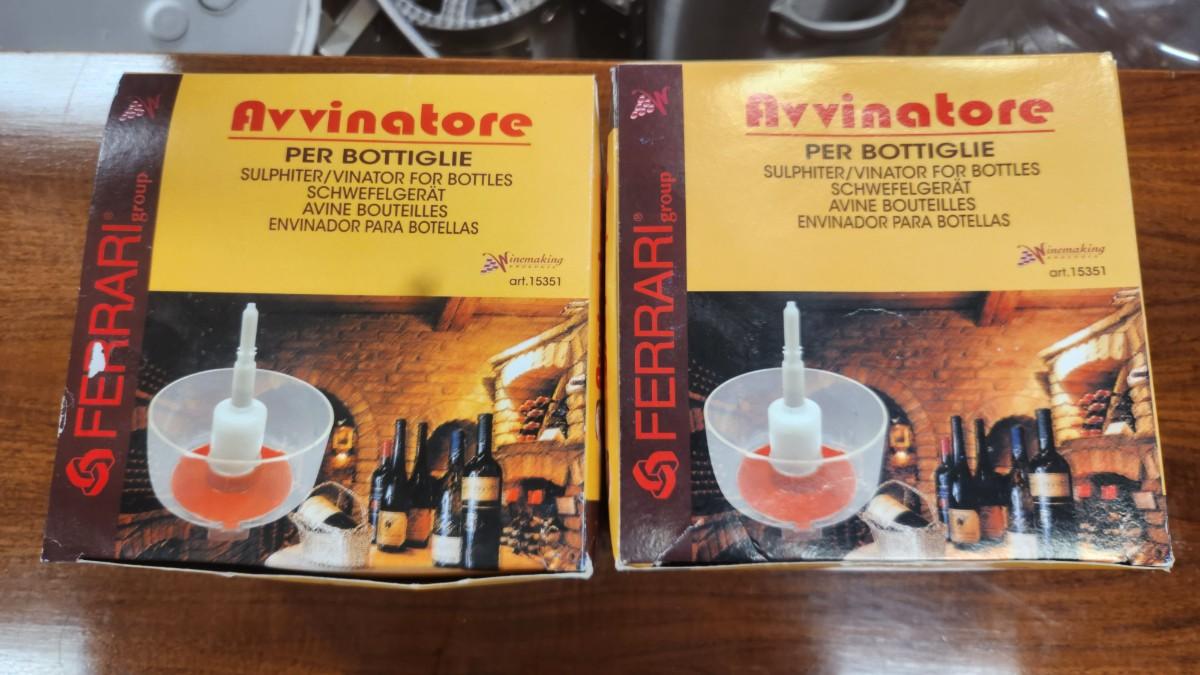 Avvinatore
PER BOTTIGLIE
SULPHITER/VINATOR FOR BOTTLES
SCHWEFELGERÄT
AVINE BOUTEILLES
ENVINADOR PARA BOTELLAS
Winemaking
art.15351
FERRARI® group
Avvinatore
PER BOTTIGLIE
SULPHITER/VINATOR FOR BOTTLES
SCHWEFELGERÄT
AVINE BOUTEILLES
ENVINADOR PARA BOTELLAS
Winemaking
art.15351
FERRARI® group